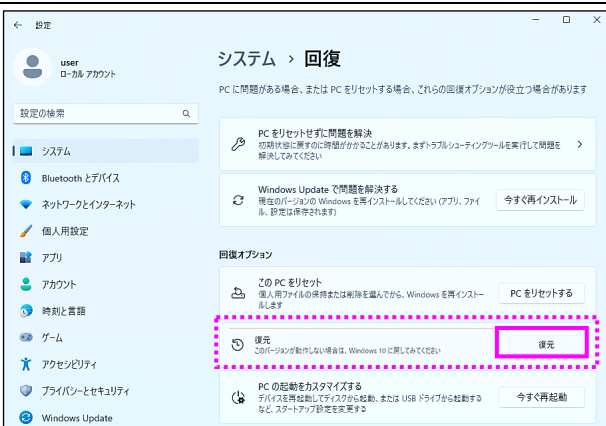 ← 設定
user
ローカル アカウント
設定の検索
システム
Bluetooth とデバイス
ネットワークとインターネット
個人用設定
アプリ
アカウント
時刻と言語
ゲーム
アクセシビリティ
プライバシーとセキュリティ
Windows Update
システム › 回復
PC に問題がある場合、または PC をリセットする場合、これらの回復オプションが役立つ場合があります
PC をリセットせずに問題を解決
初期状態に戻すのに時間がかかることがあります。まずトラブルシューティングツールを実行して問題を
解決してみてください
Windows Update で問題を解決する
現在のバージョンの Windows を再インストールしてください (アプリ、ファイ
ル、設定は保存されます)
今すぐ再インストール
回復オプション
この PC をリセット
個人用ファイルの保持または削除を選んでから、Windows を再インストー
ルします
PC をリセットする
復元
このバージョンが動作しない場合は、Windows 10 に戻してみてください
復元
PC の起動をカスタマイズする
デバイスを再起動してディスクから起動、または USB ドライブから起動する
など、スタートアップ設定を変更する
今すぐ再起動